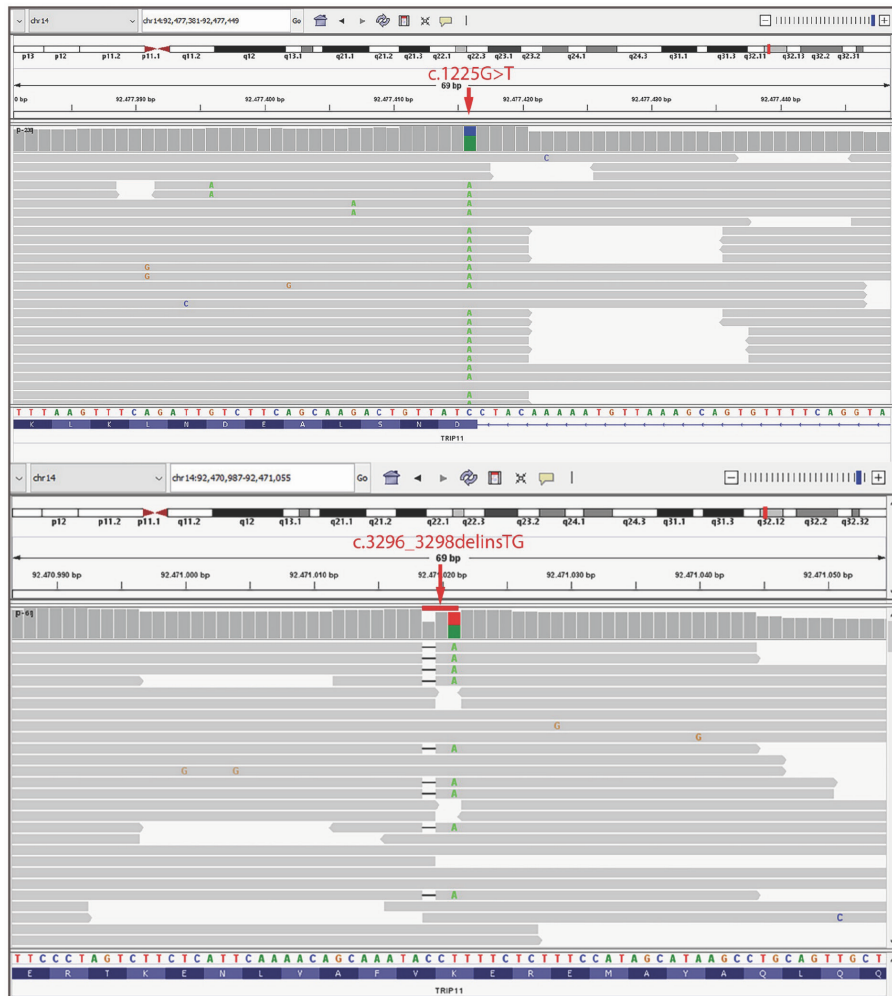 chr14 chr14:92,477,381-92,477,449 Go
p13 p12 p11.2 p11.1 q11.2 q12 q13.1 q21.1 q21.2 q21.3 q22.1 q22.3 q23.1 q23.2 q24.1 q24.3 q31.1 q31.3 q32.11 q32.13 q32.2 q32.31
c.1225G>T
69 bp
0 bp 92,477,390 bp 92,477,400 bp 92,477,410 bp 92,477,420 bp 92,477,430 bp 92,477,440 bp
C
A A
A A
A A
A A
A
A
A
A
G A
G A
G A
C
A
A
A
A
A
A
A
A
A
A
T T T A A G T T T C A G A T T G T C T T C A G C A A G A C T G T T A T C C T A C A A A A A T G T T A A A G C A G T G T T T T C A G G T A
K L K L N D E A L S N D
TRIP11
chr14 chr14:92,470,987-92,471,055 Go
p12 p11.2 p11.1 q11.2 q12 q13.1 q21.1 q21.3 q22.1 q22.3 q23.2 q24.1 q24.3 q31.1 q31.3 q32.12 q32.2 q32.32
c.3296_3298delinsTG
69 bp
92,470,990 bp 92,471,000 bp 92,471,010 bp 92,471,020 bp 92,471,030 bp 92,471,040 bp 92,471,050 bp
A
A
A
A
G
G
A
G G
A
A
A
A
C
T T C C C T A G T C T T C T C A T T C A A A A C A G C A A A T A C C T T T T C T C T T T C C A T A G C A T A A G C C T G C A G T T G C T
E R T K E N L V A F V K E R E M A Y A Q L Q Q
TRIP11